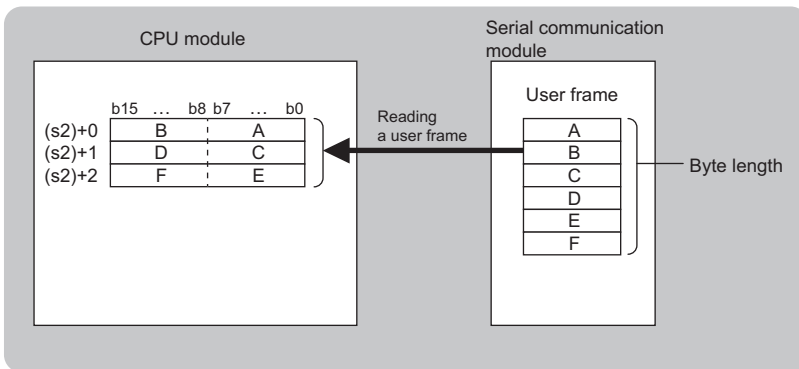 CPU module
Serial communication
module
b15 … b8 b7 … b0
(s2)+0 B A
(s2)+1 D C
(s2)+2 F E
Reading
a user frame
User frame
A
B
C
D
E
F
Byte length